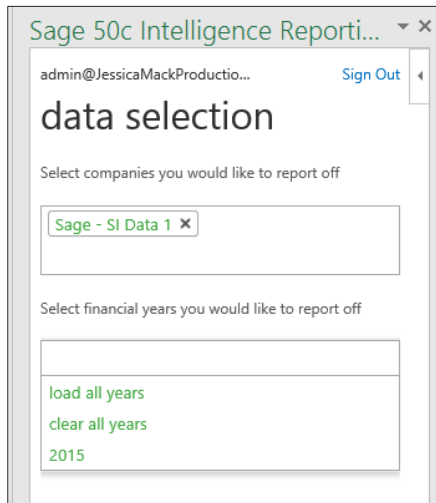 Sage 50c Intelligence Reporti...
admin@JessicaMackProductio... Sign Out
data selection
Select companies you would like to report off
Sage - SI Data 1
Select financial years you would like to report off
load all years
clear all years
2015